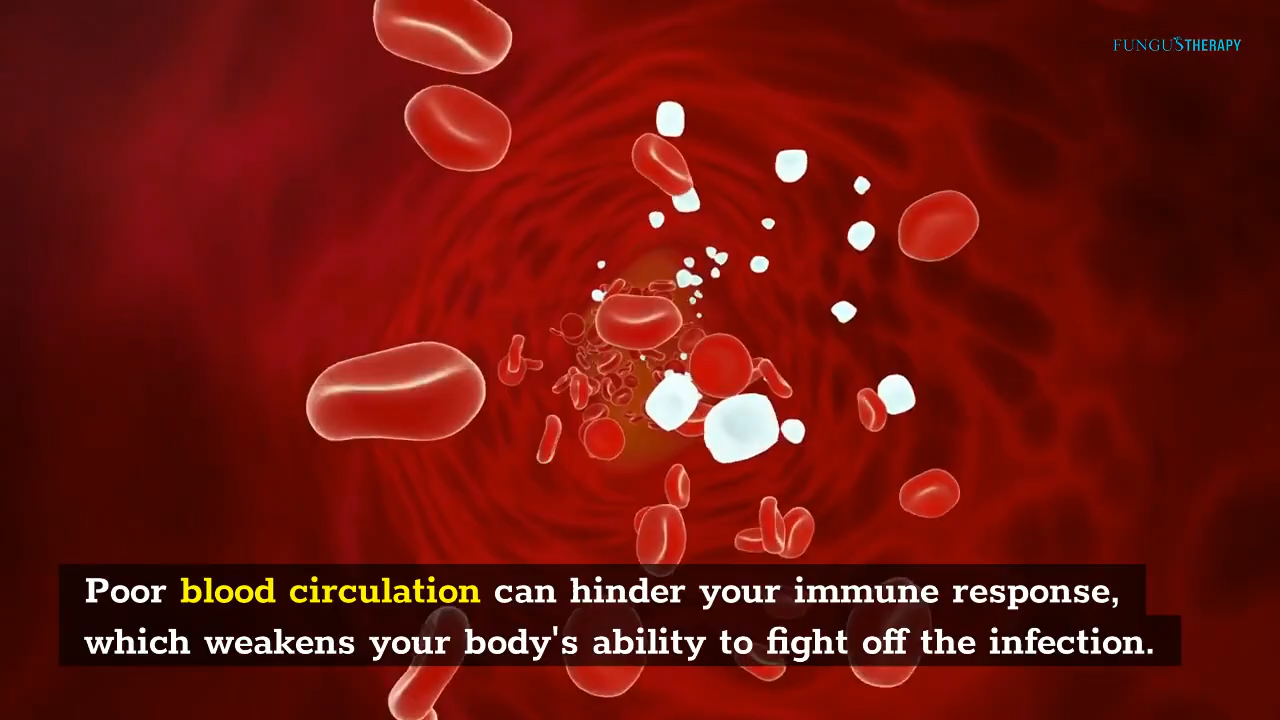 FUNGUSTHERAPY
Poor blood circulation can hinder your immune response,
which weakens your body's ability to fight off the infection.